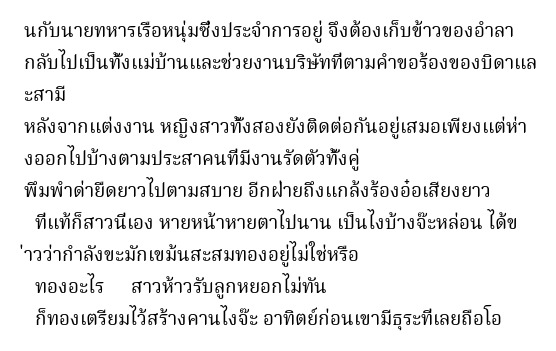 นกับนายทหารเรือหนุ่มซึ่งประจำการอยู่ จึงต้องเก็บข้าวของอำลา
กลับไปเป็นทั้งแม่บ้านและช่วยงานบริษัททีตามคำขอร้องของบิดาแล
ะสามี
หลังจากแต่งงาน หญิงสาวทั้งสองยังติดต่อกันอยู่เสมอเพียงแต่ห่า
งออกไปบ้างตามประสาคนทีมีงานรัดตัวทั้งคู่
พึมพำด่ายืดยาวไปตามสบาย อีกฝ่ายถึงแกล้งร้องอ๋อเสียงยาว
ทีแท้ก็สาวนีเอง หายหน้าหายตาไปนาน เป็นไงบ้างจ๊ะหล่อน ได้ข
่าวว่ากำลังขะมักเขม้นสะสมทองอยู่ไม่ใช่หรือ
ทองอะไร สาวห้าวรับลูกหยอกไม่ทัน
ก็ทองเตรียมไว้สร้างคานไงจ๊ะ อาทิตย์ก่อนเขามีธุระทีเลยถือโอ